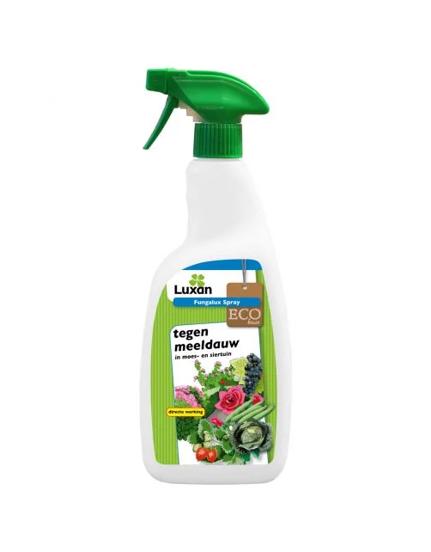 Luxan
Fungalux Spray
ECO
tegen
meeldauw
in moes- en siertuin
directe werking